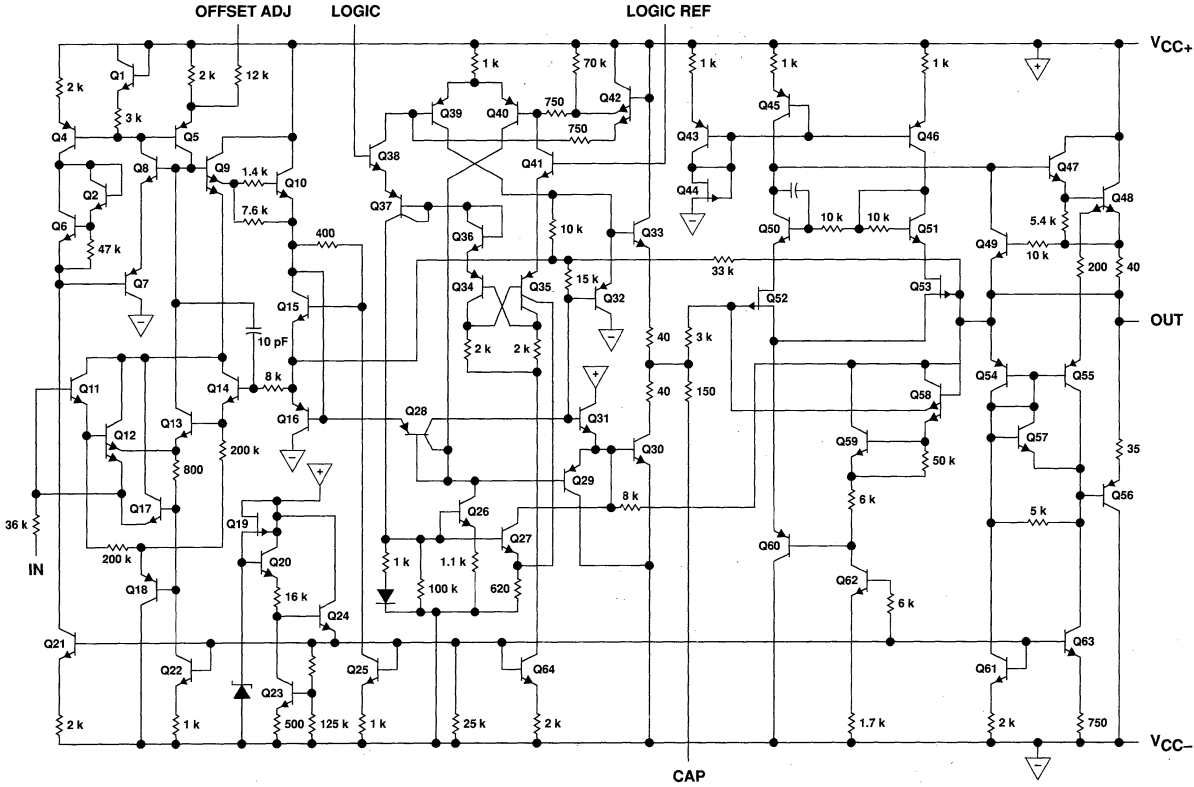 OFFSET ADJ LOGIC LOGIC REF
VCC+
1 k 70 k 1 k 1 k 1 k
Q1 2 k 12 k Q42
2 k Q45
3 k Q39 Q40 750
Q4 Q5 750 Q43 Q46
Q8 Q9 Q38 Q41 Q47
1.4 k Q10 Q44
Q2 Q37 Q48
7.6 k 5.4 k
Q6 Q36 10 k Q33 Q50 10 k 10 k Q51 Q49
47 k 400 10 k
Q7 33 k 200 40
Q34 Q35 15 k Q32 Q53
Q15 Q52
10 pF OUT
2 k 2 k 40 3 k
Q11 Q14 8 k Q54 Q55
Q12 Q13 Q16 Q28 Q31 40 150 Q58
Q59 Q57
200 k Q30 50 k 35
800 Q29
Q17 Q19 8 k 6 k Q56
36 k Q26 Q27 5 k
IN 200 k Q20 1 k 1.1 k Q60
Q18 16 k 100 k 620 Q62
Q24 6 k
Q21 Q63
Q22 Q23 Q25 Q64 Q61
2 k 1 k 500 125 k 1 k 25 k 2 k 1.7 k 2 k 750
VCC−
CAP